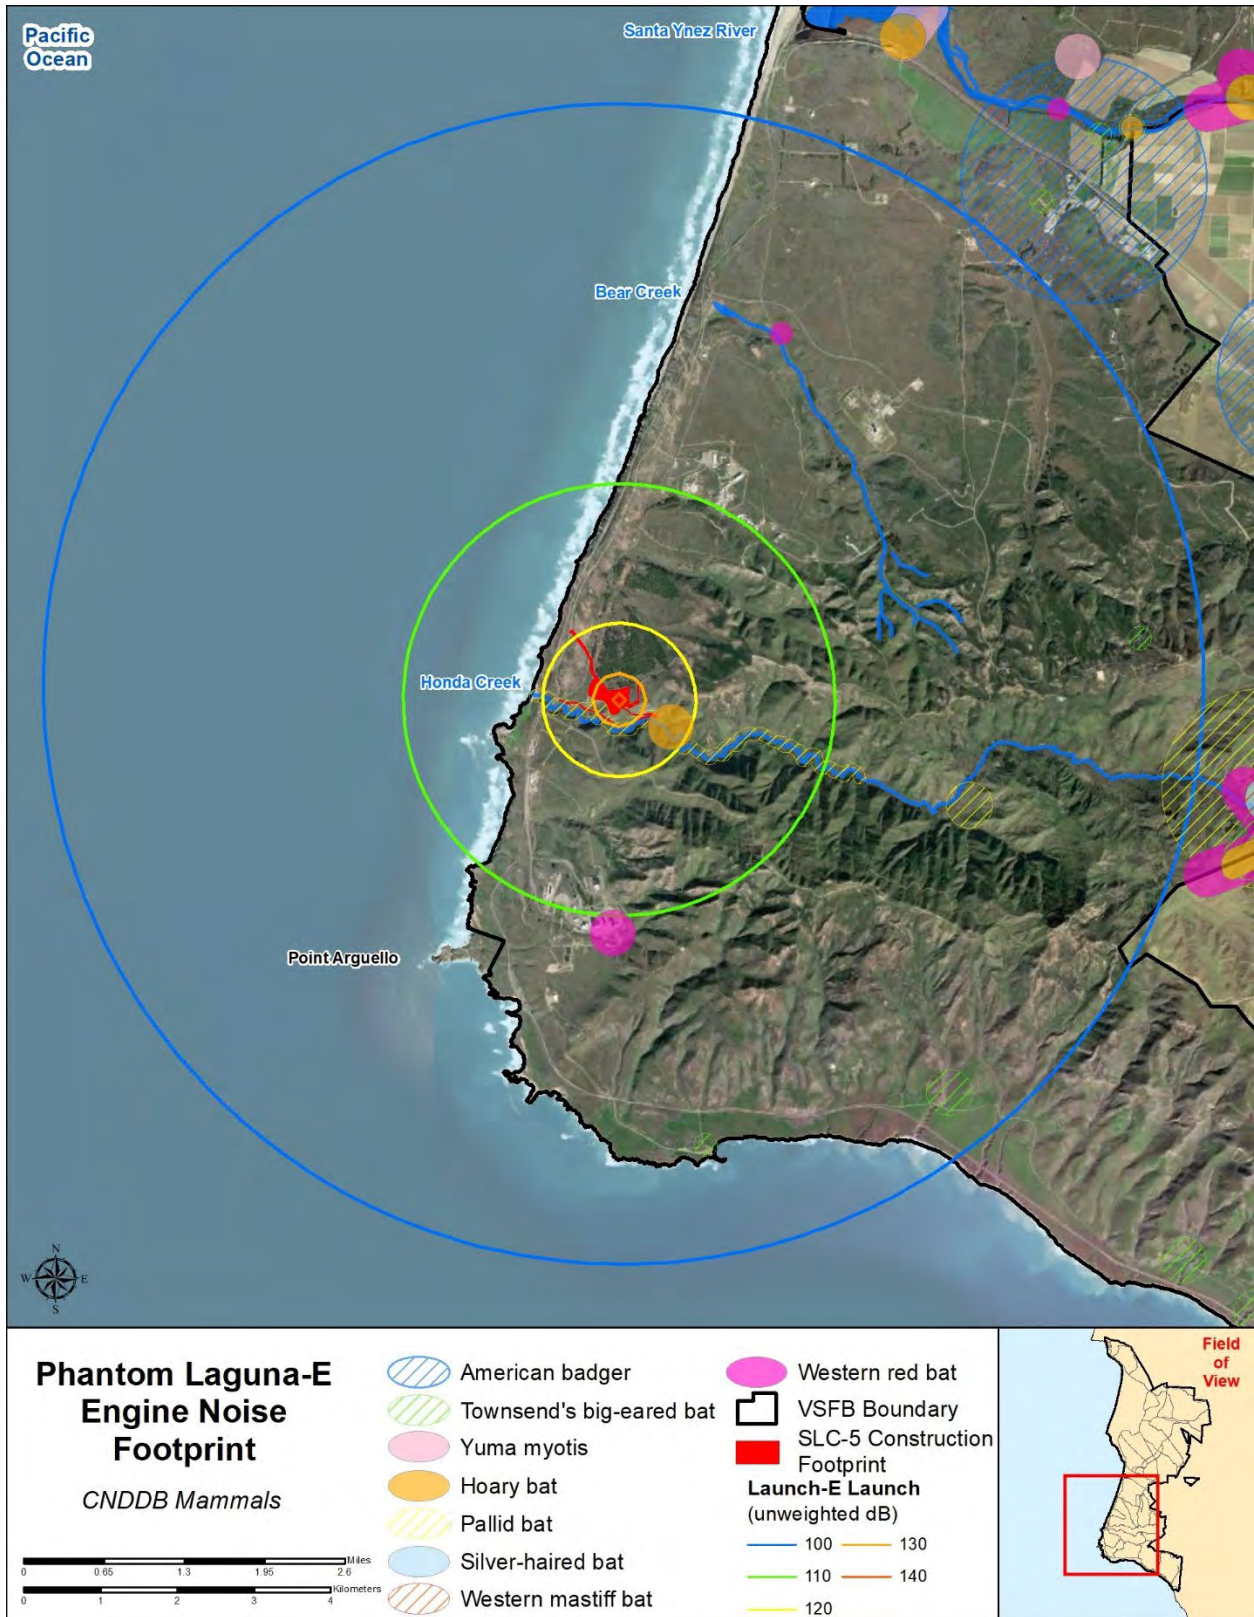 Pacific
Ocean
Santa Ynez River
Bear Creek
Honda Creek
Point Arguello
N
W E
S
Phantom Laguna-E
Engine Noise
Footprint
CNDDB Mammals
Miles
0 0.65 1.3 1.95 2.6
Kilometers
0 1 2 3 4
American badger
Townsend's big-eared bat
Yuma myotis
Hoary bat
Pallid bat
Silver-haired bat
Western mastiff bat
Western red bat
VSFB Boundary
SLC-5 Construction
Footprint
Launch-E Launch
(unweighted dB)
100 130
110 140
120
Field
of
View